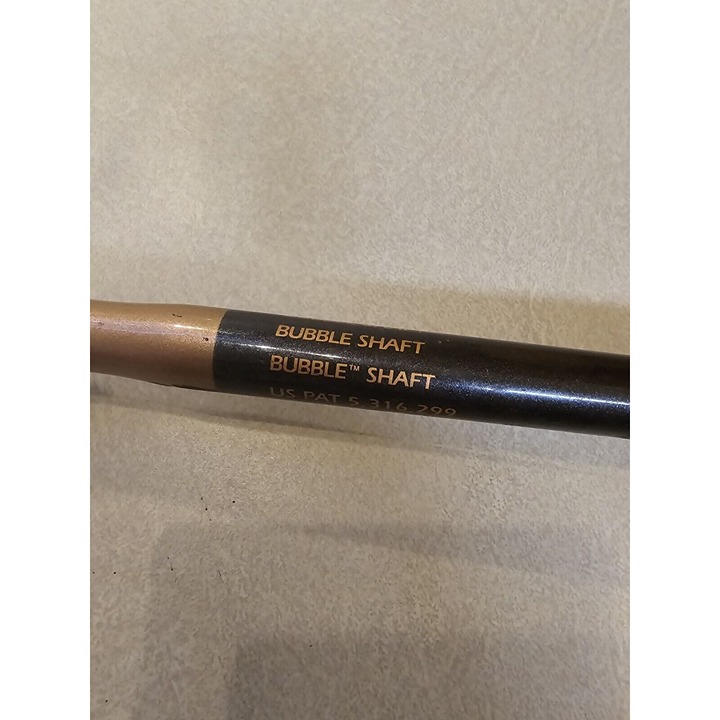 BUBBLE SHAFT
BUBBLE™ SHAFT
US PAT 5 316 299